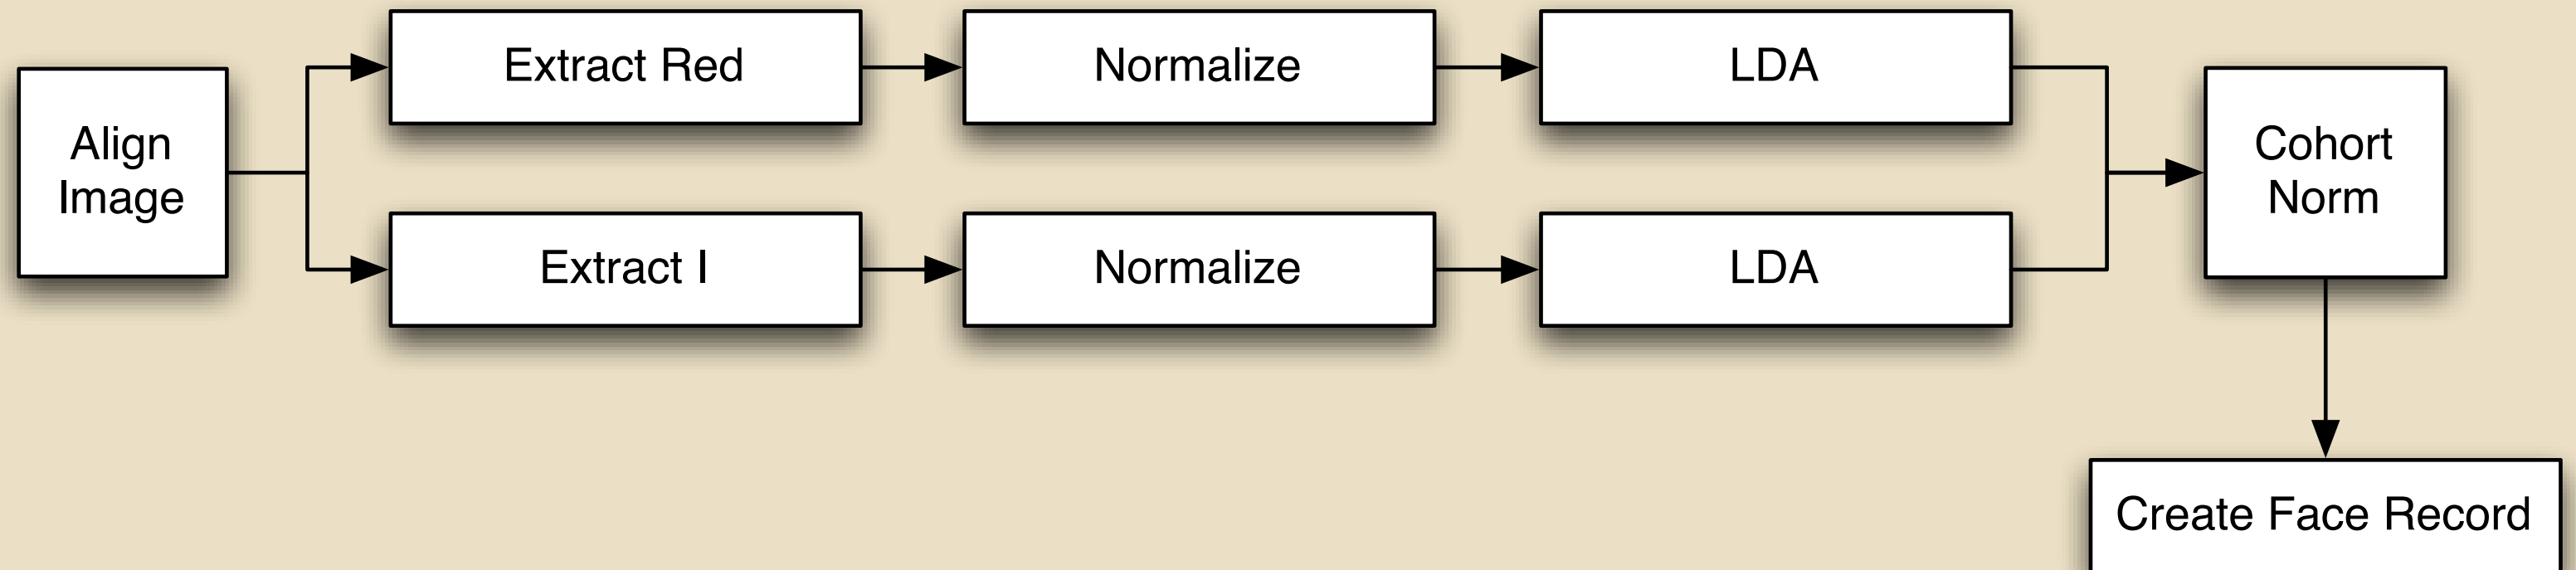 Align
Image
Extract Red
Normalize
LDA
Extract I
Normalize
LDA
Cohort
Norm
Create Face Record